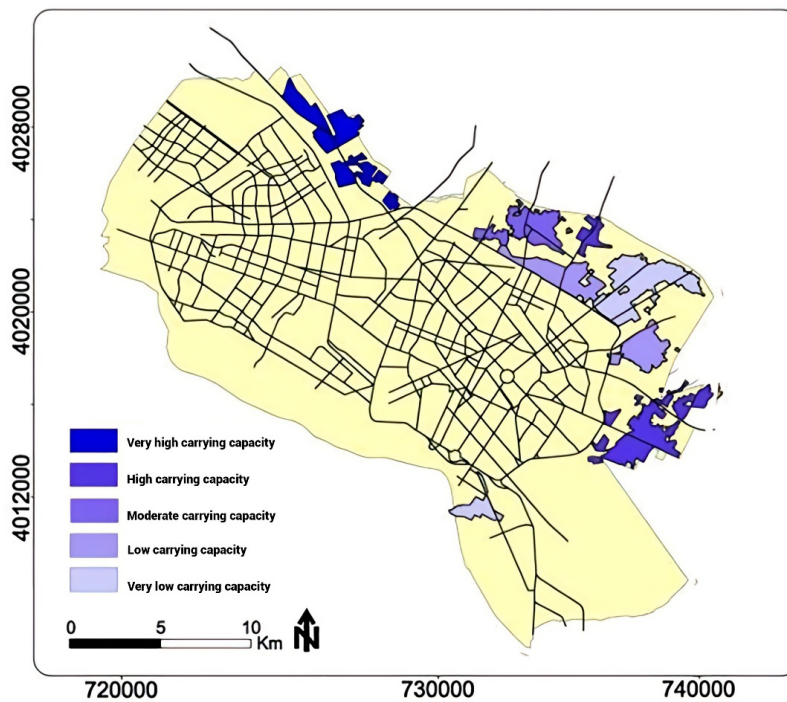 4028000
4020000
4012000
Very high carrying capacity
High carrying capacity
Moderate carrying capacity
Low carrying capacity
Very low carrying capacity
0 5 10
Km
N
720000 730000 740000